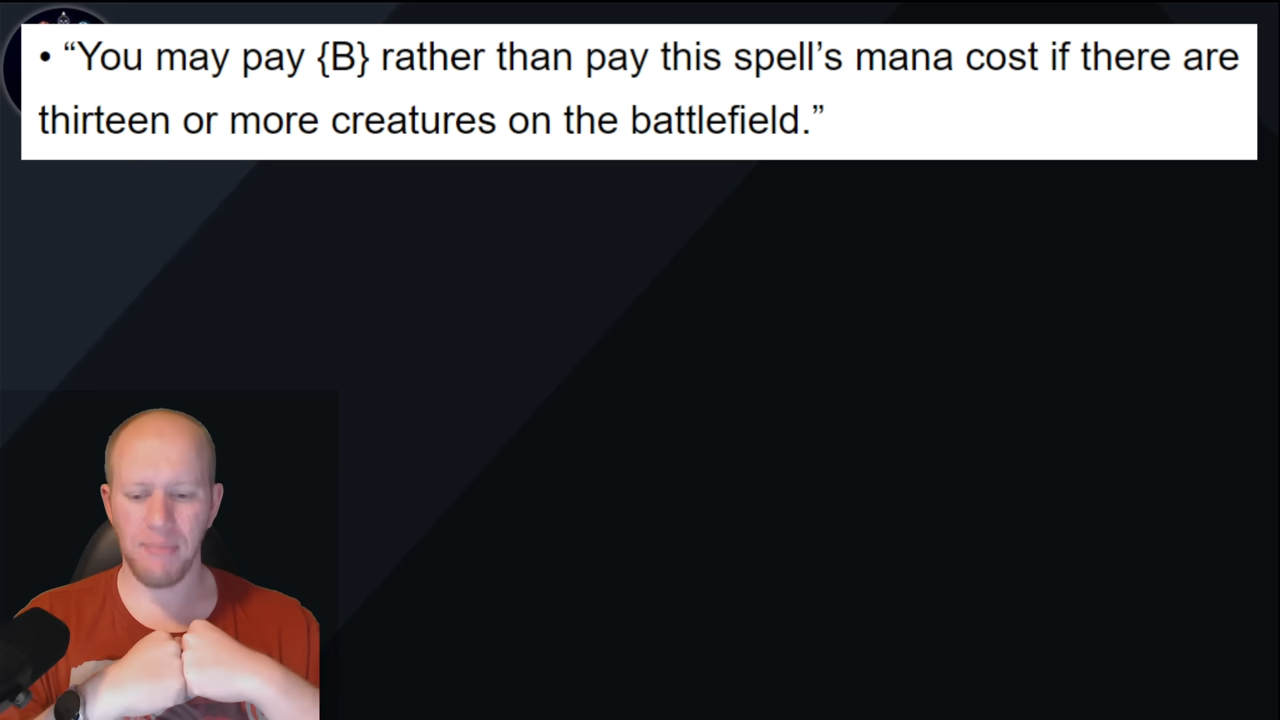 • “You may pay {B} rather than pay this spell’s mana cost if there are
thirteen or more creatures on the battlefield.”